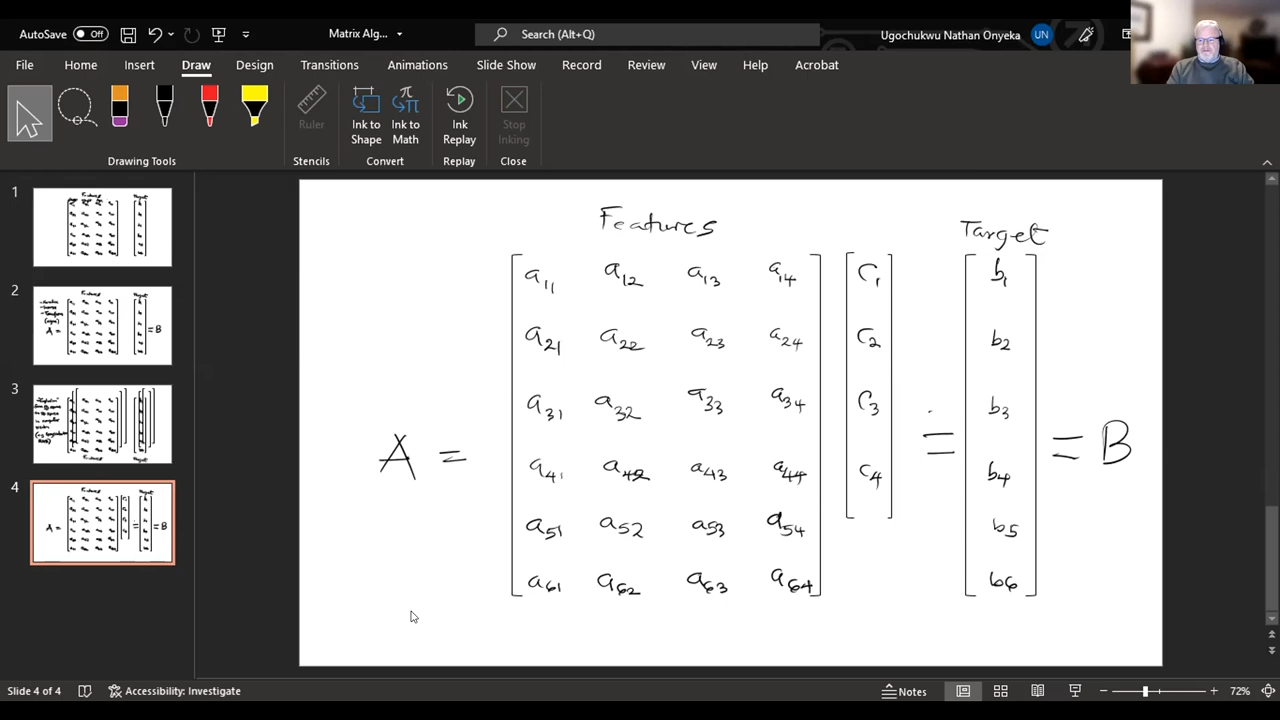 AutoSave Off Matrix Alg... Search (Alt+Q) Ugochukwu Nathan Onyeka UN
File Home Insert Draw Design Transitions Animations Slide Show Record Review View Help Acrobat
Ruler Ink to Shape Ink to Math Ink Replay Stop Inking
Drawing Tools Stencils Convert Replay Close
1
2
3
4
Features Target
a11 a12 a13 a14 C1 b1
a21 a22 a23 a24 C2 b2
a31 a32 a33 a34 C3 b3
A = a41 a42 a43 a44 C4 = b4 = B
a51 a52 a53 a54 b5
a61 a62 a63 a64 b6
Slide 4 of 4 Accessibility: Investigate Notes 72%